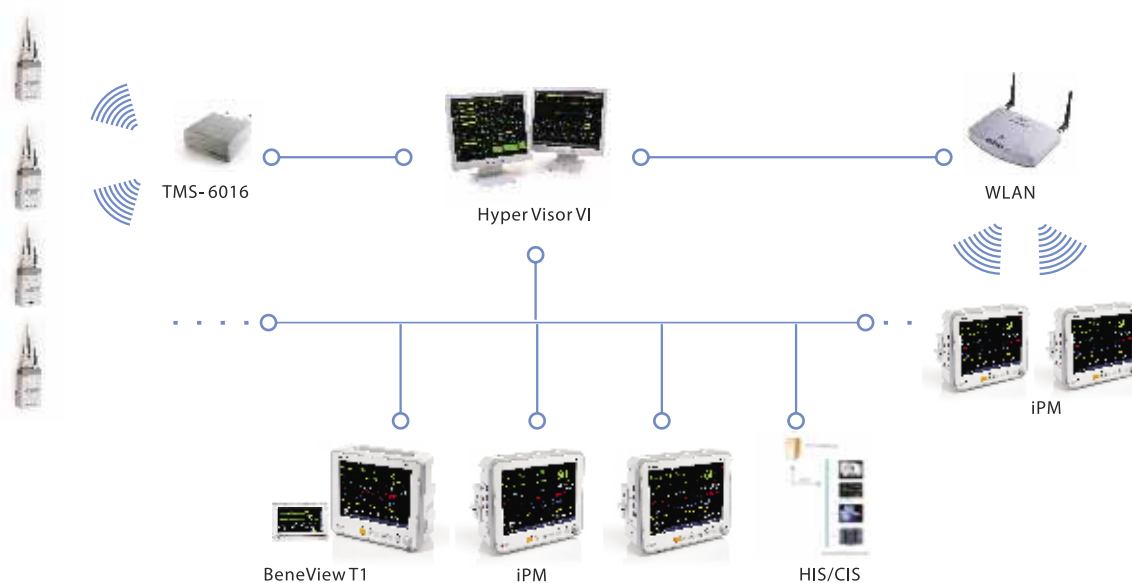 TMS-6016
Hyper Visor VI
WLAN
iPM
BeneView T1
iPM
HIS/CIS